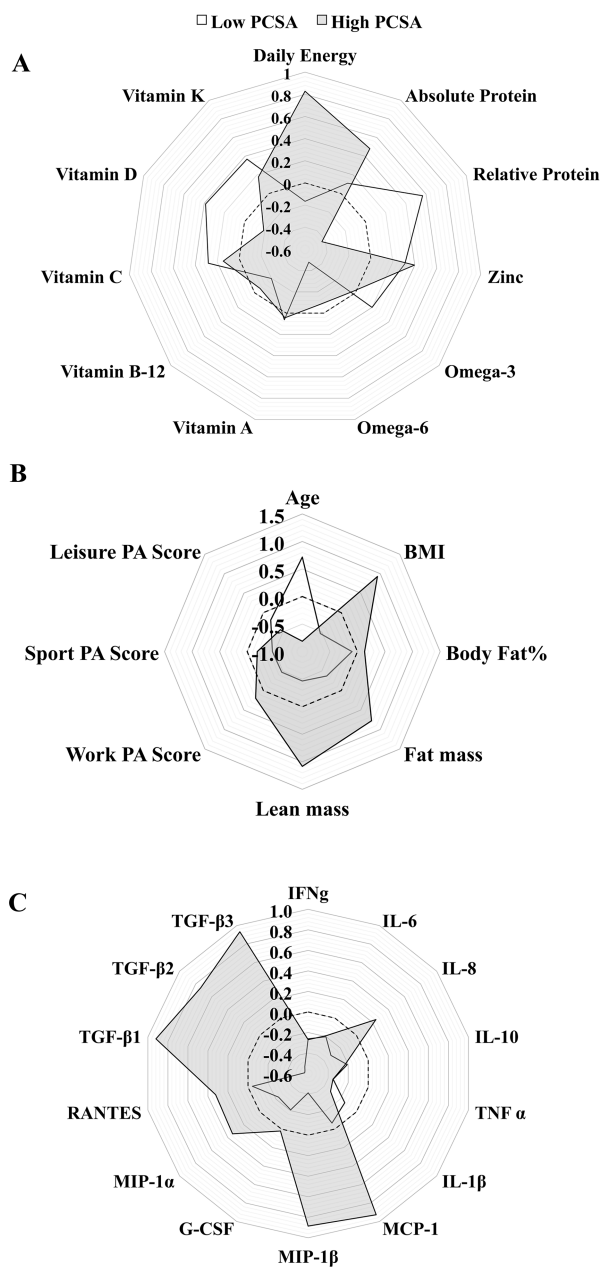 Low PCSA High PCSA
A
Daily Energy
Vitamin K 1 Absolute Protein
0.8
0.6
0.4
Vitamin D 0.2 Relative Protein
0
-0.2
-0.4
-0.6
Vitamin C Zinc
Vitamin B-12 Omega-3
Vitamin A Omega-6
B
Age
1.5
Leisure PA Score 1.0 BMI
0.5
0.0
-0.5
Sport PA Score -1.0 Body Fat%
Work PA Score Fat mass
Lean mass
C
IFNg
TGF-β3 1.0 IL-6
0.8
0.6
TGF-β2 0.4 IL-8
0.2
0.0
TGF-β1 -0.2 IL-10
-0.4
-0.6
RANTES TNF α
MIP-1α IL-1β
G-CSF MCP-1
MIP-1β